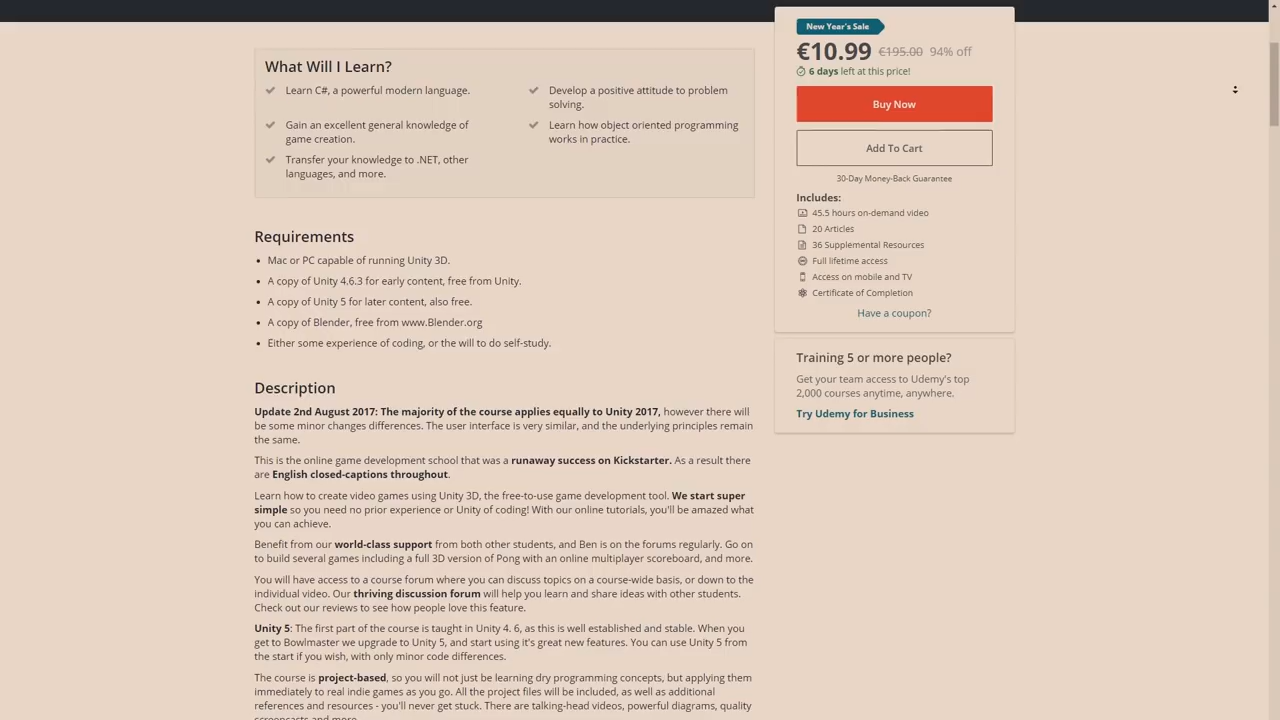 What Will I Learn?
Learn C#, a powerful modern language.
Gain an excellent general knowledge of
game creation.
Transfer your knowledge to .NET, other
languages, and more.
Develop a positive attitude to problem
solving.
Learn how object oriented programming
works in practice.
Requirements
Mac or PC capable of running Unity 3D.
A copy of Unity 4.6.3 for early content, free from Unity.
A copy of Unity 5 for later content, also free.
A copy of Blender, free from www.Blender.org
Either some experience of coding, or the will to do self-study.
Description
Update 2nd August 2017: The majority of the course applies equally to Unity 2017, however there will
be some minor changes differences. The user interface is very similar, and the underlying principles remain
the same.
This is the online game development school that was a runaway success on Kickstarter. As a result there
are English closed-captions throughout.
Learn how to create video games using Unity 3D, the free-to-use game development tool. We start super
simple so you need no prior experience or Unity of coding! With our online tutorials, you'll be amazed what
you can achieve.
Benefit from our world-class support from both other students, and Ben is on the forums regularly. Go on
to build several games including a full 3D version of Pong with an online multiplayer scoreboard, and more.
You will have access to a course forum where you can discuss topics on a course-wide basis, or down to the
individual video. Our thriving discussion forum will help you learn and share ideas with other students.
Check out our reviews to see how people love this feature.
Unity 5: The first part of the course is taught in Unity 4. 6, as this is well established and stable. When you
get to Bowlmaster we upgrade to Unity 5, and start using it's great new features. You can use Unity 5 from
the start if you wish, with only minor code differences.
The course is project-based, so you will not just be learning dry programming concepts, but applying them
immediately to real indie games as you go. All the project files will be included, as well as additional
references and resources - you'll never get stuck. There are talking-head videos, powerful diagrams, quality
screencasts and more.
New Year's Sale
€10.99 €195.00 94% off
6 days left at this price!
Buy Now
Add To Cart
30-Day Money-Back Guarantee
Includes:
45.5 hours on-demand video
20 Articles
36 Supplemental Resources
Full lifetime access
Access on mobile and TV
Certificate of Completion
Have a coupon?
Training 5 or more people?
Get your team access to Udemy's top
2,000 courses anytime, anywhere.
Try Udemy for Business